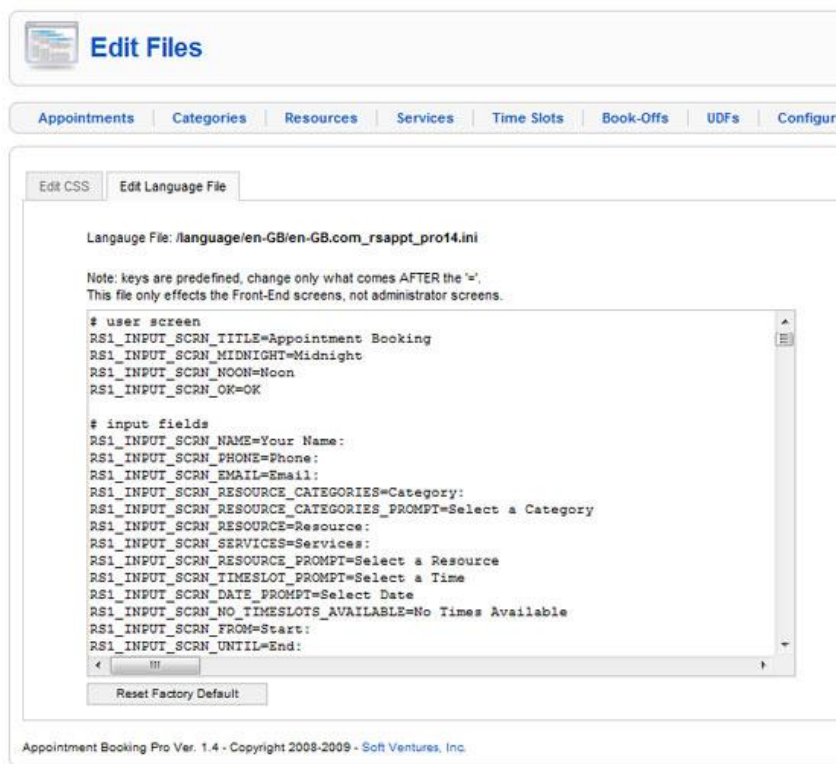 Edit Files
Appointments Categories Resources Services Time Slots Book-Offs UDFs Configur
Edit CSS Edit Language File
Langauge File: /language/en-GB/en-GB.com_rsappt_pro14.ini
Note: keys are predefined, change only what comes AFTER the '='.
This file only effects the Front-End screens, not administrator screens.
# user screen
RS1_INPUT_SCRN_TITLE=Appointment Booking
RS1_INPUT_SCRN_MIDNIGHT=Midnight
RS1_INPUT_SCRN_NOON=Noon
RS1_INPUT_SCRN_OK=OK
# input fields
RS1_INPUT_SCRN_NAME=Your Name:
RS1_INPUT_SCRN_PHONE=Phone:
RS1_INPUT_SCRN_EMAIL=Email:
RS1_INPUT_SCRN_RESOURCE_CATEGORIES=Category:
RS1_INPUT_SCRN_RESOURCE_CATEGORIES_PROMPT=Select a Category
RS1_INPUT_SCRN_RESOURCE=Resource:
RS1_INPUT_SCRN_SERVICES=Services:
RS1_INPUT_SCRN_RESOURCE_PROMPT=Select a Resource
RS1_INPUT_SCRN_TIMESLOT_PROMPT=Select a Time
RS1_INPUT_SCRN_DATE_PROMPT=Select Date
RS1_INPUT_SCRN_NO_TIMESLOTS_AVAILABLE=No Times Available
RS1_INPUT_SCRN_FROM=Start:
RS1_INPUT_SCRN_UNTIL=End:
Reset Factory Default
Appointment Booking Pro Ver. 1.4 - Copyright 2008-2009 - Soft Ventures, Inc.